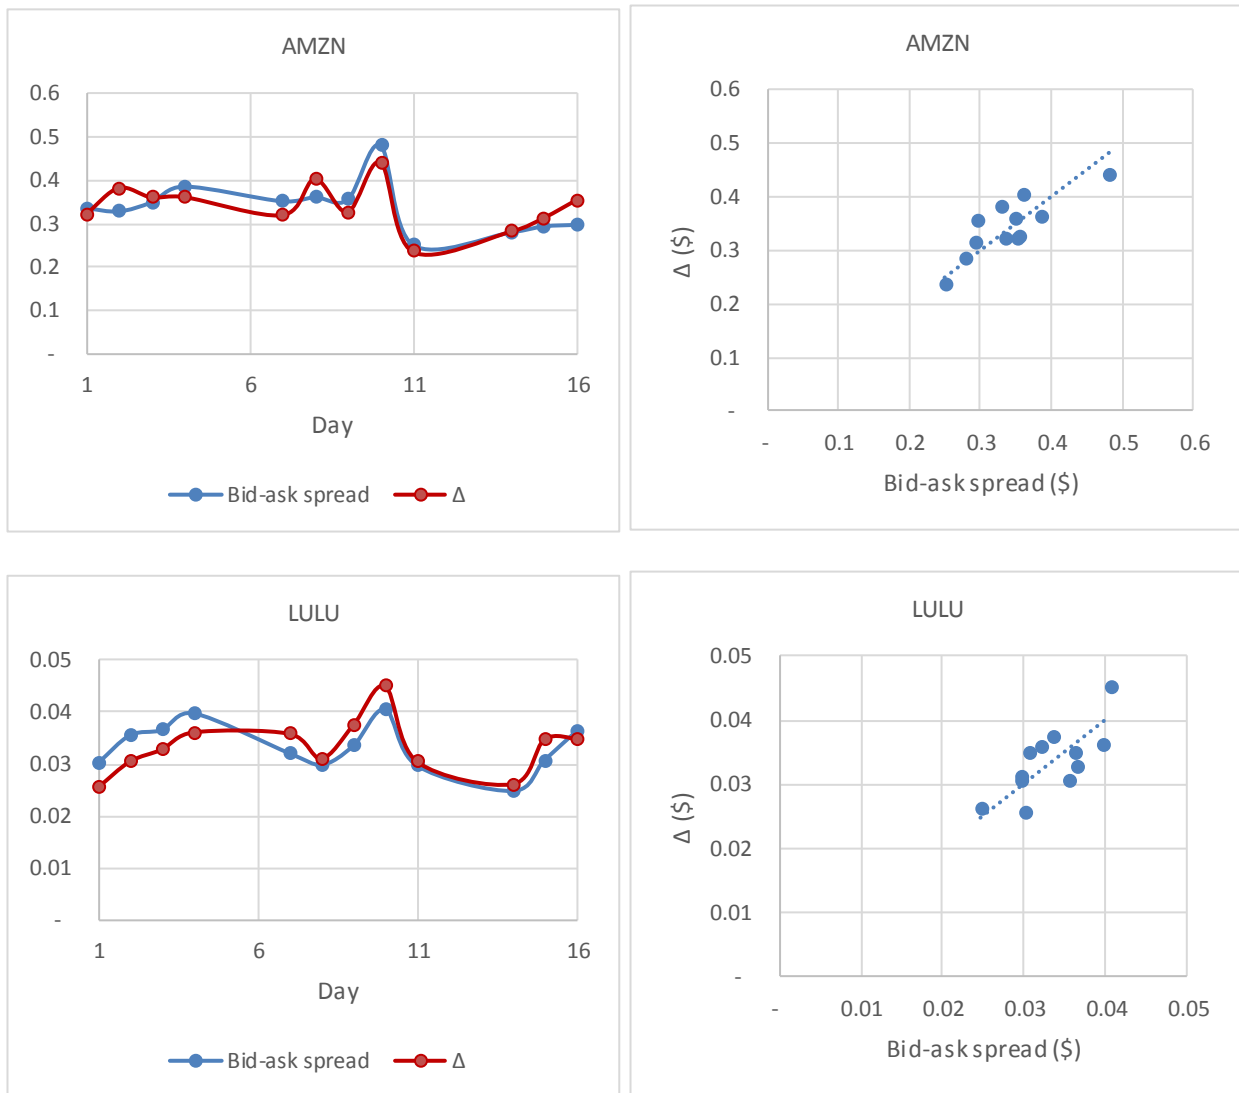 AMZN
0.6
0.5
0.4
0.3
0.2
0.1
-
1 6 11 16
Day
Bid-ask spread Δ
AMZN
0.6
0.5
0.4
0.3
0.2
0.1
-
- 0.1 0.2 0.3 0.4 0.5 0.6
Δ ($)
Bid-ask spread ($)
LULU
0.05
0.04
0.03
0.02
0.01
-
1 6 11 16
Day
Bid-ask spread Δ
LULU
0.05
0.04
0.03
0.02
0.01
-
- 0.01 0.02 0.03 0.04 0.05
Δ ($)
Bid-ask spread ($)